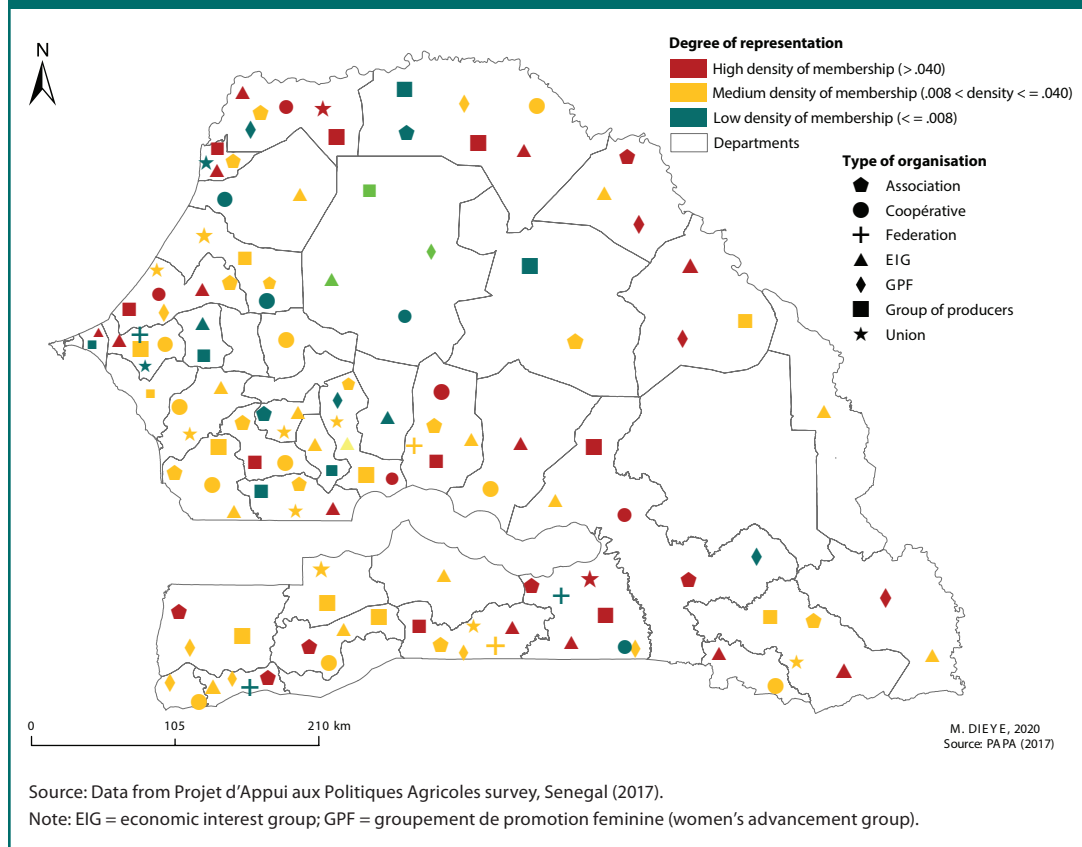 N
Degree of representation
High density of membership (> .040)
Medium density of membership (.008 < density < = .040)
Low density of membership (< = .008)
Departments
Type of organisation
Association
Coopérative
Federation
EIG
GPF
Group of producers
Union
0 105 210 km
M. DIEYE, 2020
Source: PAPA (2017)
Source: Data from Projet d'Appui aux Politiques Agricoles survey, Senegal (2017).
Note: EIG = economic interest group; GPF = groupement de promotion feminine (women's advancement group).